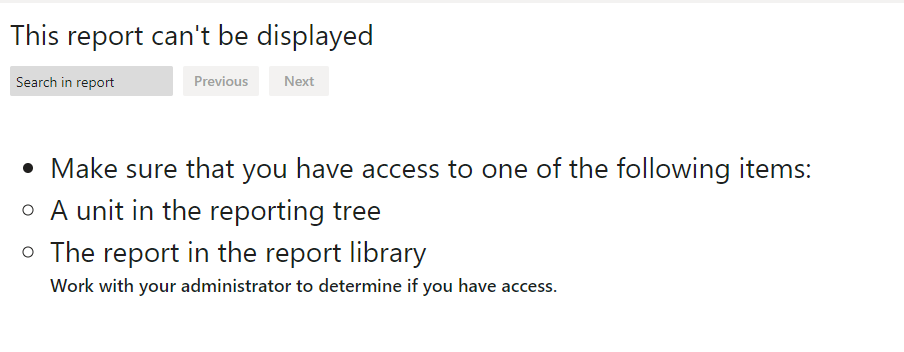 This report can't be displayed
Search in report
Previous
Next
Make sure that you have access to one of the following items:
A unit in the reporting tree
The report in the report library
Work with your administrator to determine if you have access.